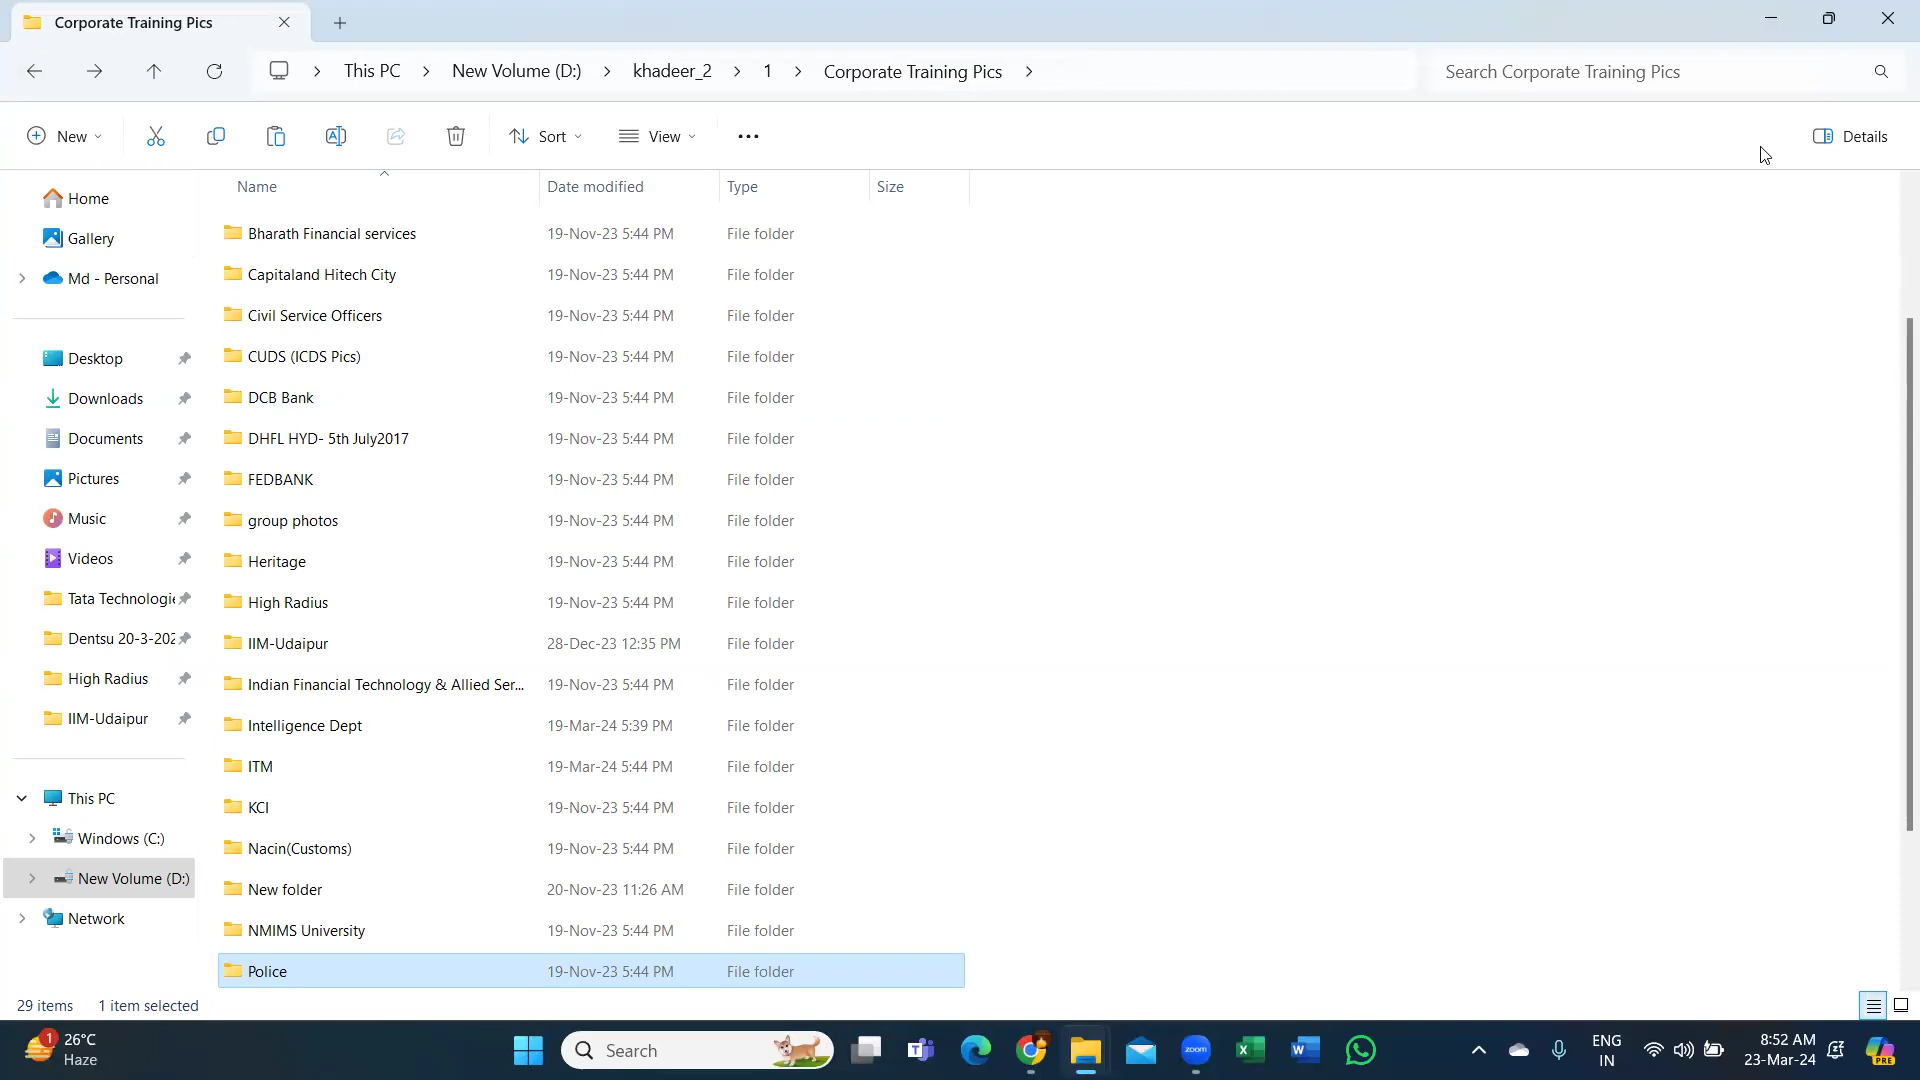 Corporate Training Pics
This PC
New Volume (D:)
khadeer_2
1
Corporate Training Pics
Search Corporate Training Pics
New
Sort
View
Details
Name
Date modified
Type
Size
Home
Gallery
Md - Personal
Desktop
Downloads
Documents
Pictures
Music
Videos
Tata Technologie
Dentsu 20-3-202
High Radius
IIM-Udaipur
This PC
Windows (C:)
New Volume (D:)
Network
Bharath Financial services 19-Nov-23 5:44 PM File folder
Capitaland Hitech City 19-Nov-23 5:44 PM File folder
Civil Service Officers 19-Nov-23 5:44 PM File folder
CUDS (ICDS Pics) 19-Nov-23 5:44 PM File folder
DCB Bank 19-Nov-23 5:44 PM File folder
DHFL HYD- 5th July2017 19-Nov-23 5:44 PM File folder
FEDBANK 19-Nov-23 5:44 PM File folder
group photos 19-Nov-23 5:44 PM File folder
Heritage 19-Nov-23 5:44 PM File folder
High Radius 19-Nov-23 5:44 PM File folder
IIM-Udaipur 28-Dec-23 12:35 PM File folder
Indian Financial Technology & Allied Ser... 19-Nov-23 5:44 PM File folder
Intelligence Dept 19-Mar-24 5:39 PM File folder
ITM 19-Mar-24 5:44 PM File folder
KCI 19-Nov-23 5:44 PM File folder
Nacin(Customs) 19-Nov-23 5:44 PM File folder
New folder 20-Nov-23 11:26 AM File folder
NMIMS University 19-Nov-23 5:44 PM File folder
Police 19-Nov-23 5:44 PM File folder
29 items 1 item selected
1
26°C
Haze
Search
zoom
ENG
IN
8:52 AM
23-Mar-24
PRE